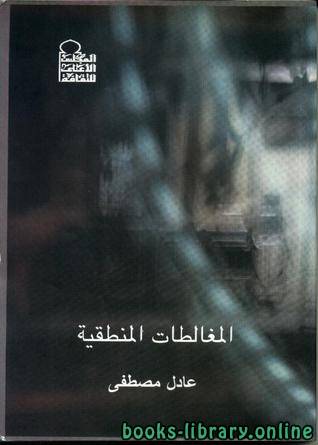 المجلس
الأعلى
للثقافة
المغالطات المنطقية
عادل مصطفى
books-library.online